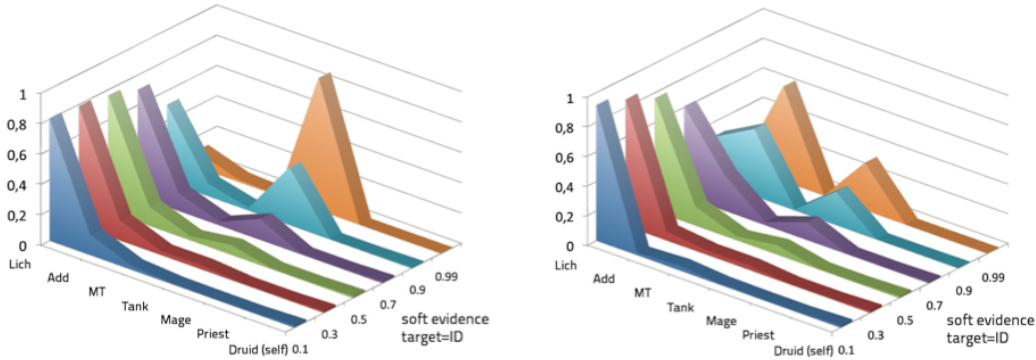 1
0,8
0,6
0,4
0,2
0
Lich
Add
MT
Tank
Mage
Priest
Druid (self)
0.1
0.3
0.5
0.7
0.9
0.99
soft evidence
target=ID
1
0,8
0,6
0,4
0,2
0
Lich
Add
MT
Tank
Mage
Priest
Druid (self)
0.1
0.3
0.5
0.7
0.9
0.99
soft evidence
target=ID